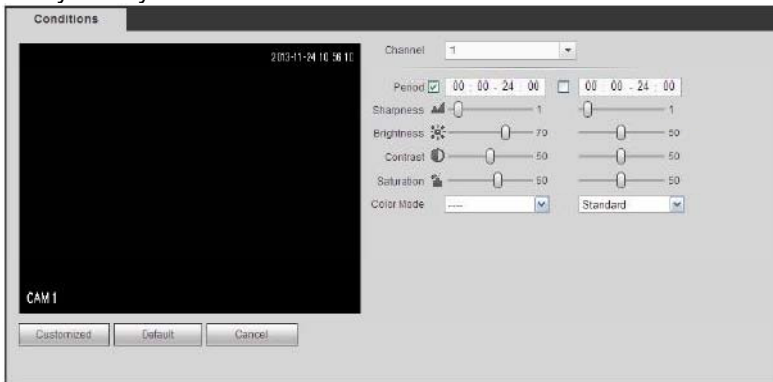 Conditions
2013-11-24 10:56:10
CAM 1
Channel 1
Period 00 : 00 - 24 : 00 00 : 00 - 24 : 00
Sharpness 1 1
Brightness 70 50
Contrast 50 50
Saturation 50 50
Color Mode ---- Standard
Customized Default Cancel